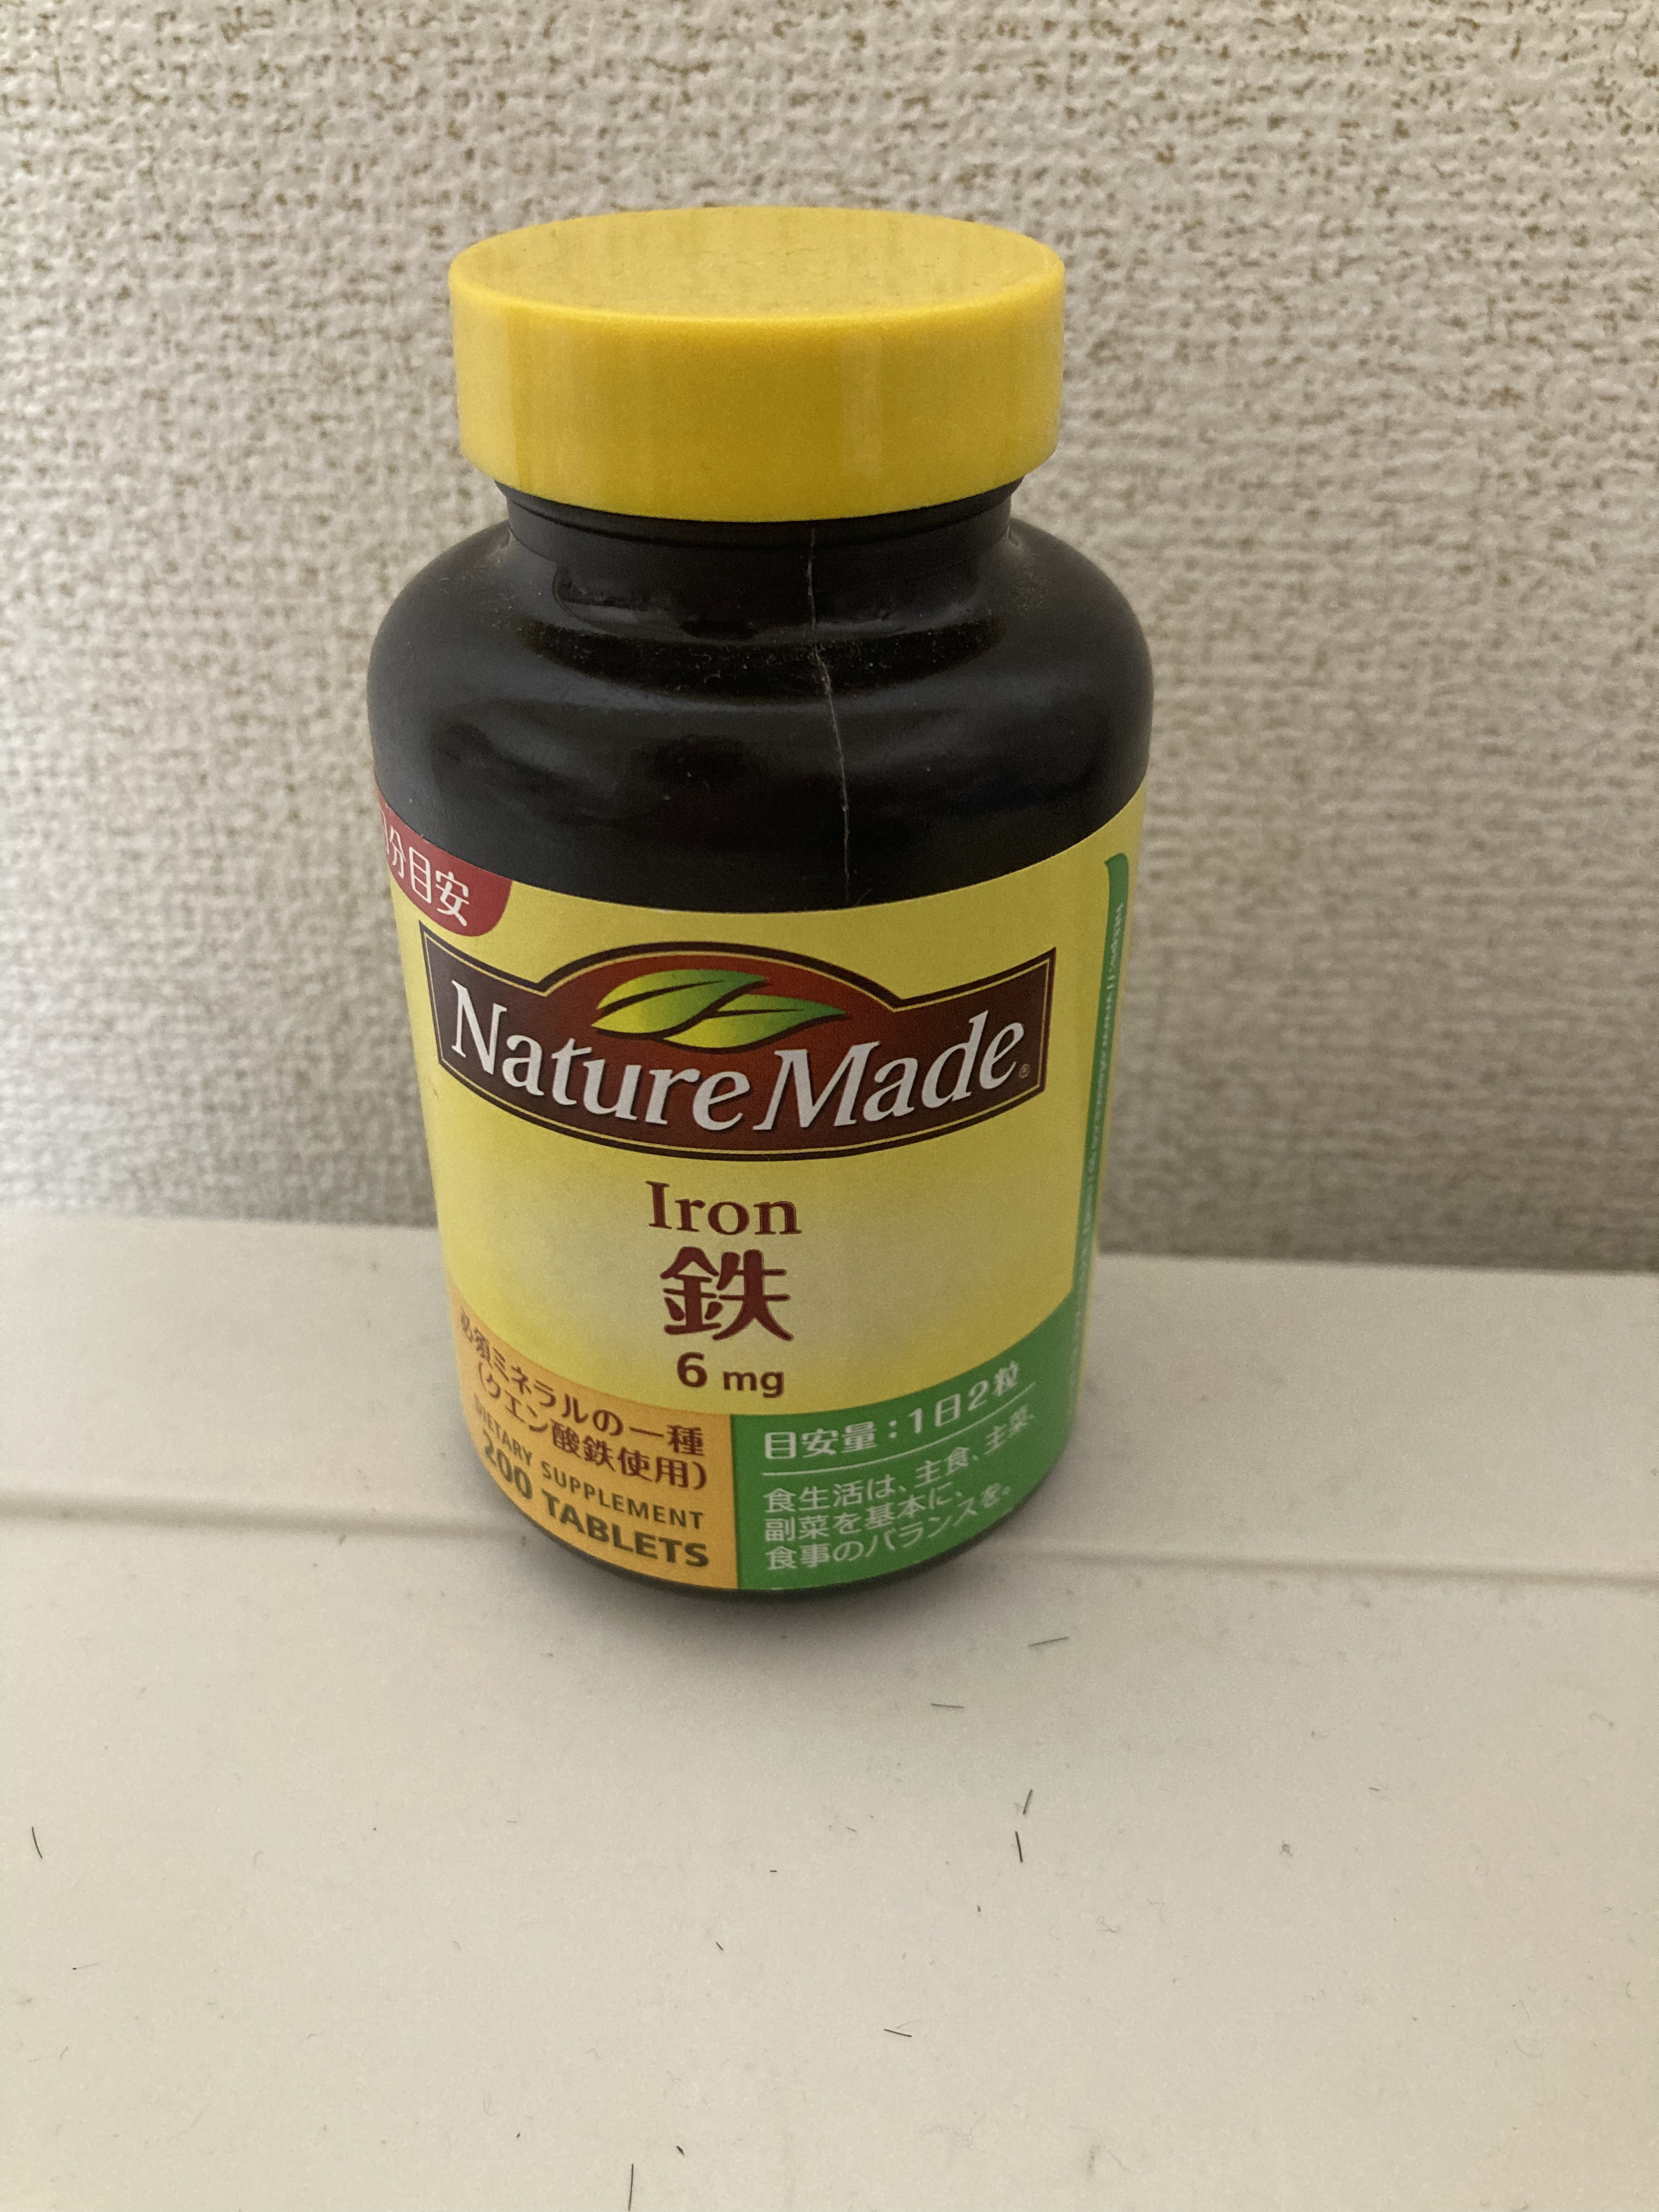 分目安
NatureMade®
Iron
鉄
6 mg
必須ミネラルの一種
(クエン酸鉄使用)
DIETARY SUPPLEMENT
200 TABLETS
目安量:1日2粒
食生活は、主食、主菜、
副菜を基本に、
食事のバランスを。